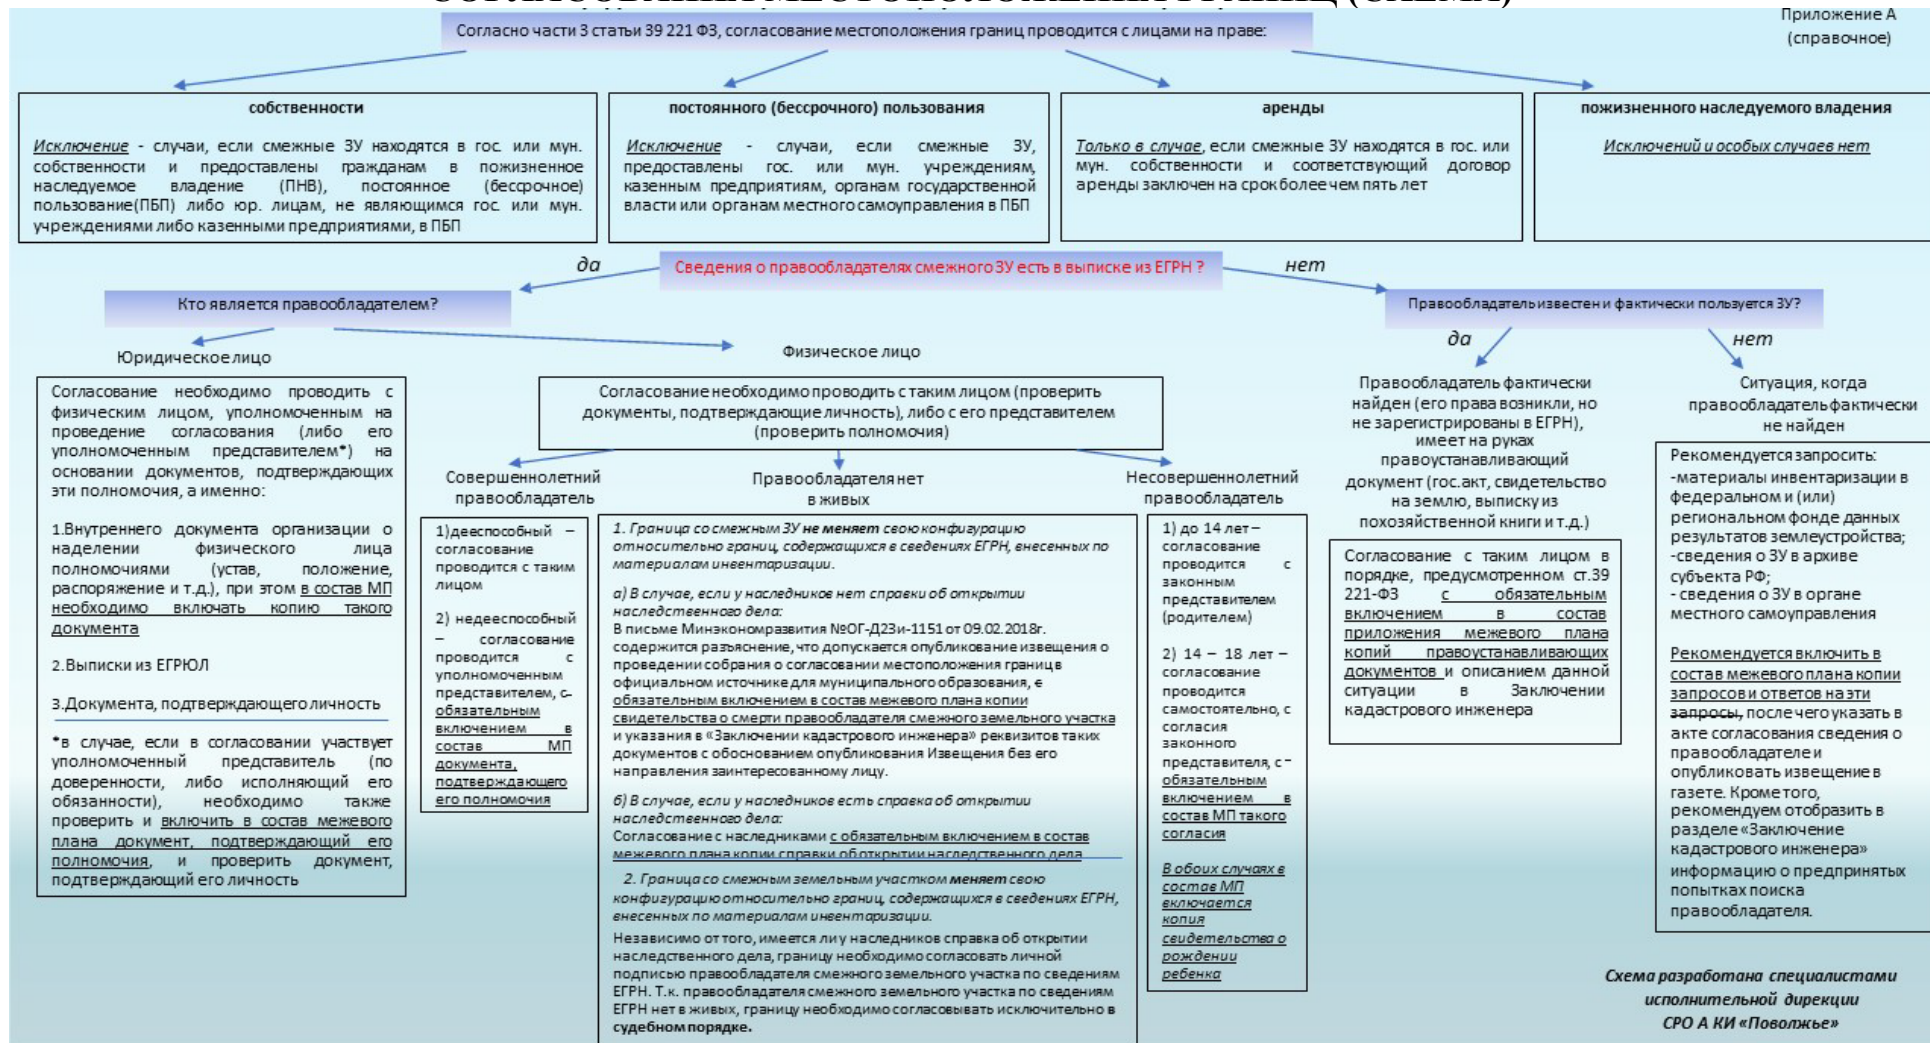 СОГЛАСОВАНИЯ МЕСТОПОЛОЖЕНИЯ ГРАНИЦ (СХЕМА)
Приложение А
(справочное)
Согласно части 3 статьи 39 221 ФЗ, согласование местоположения границ проводится с лицами на праве:
собственности
Исключение - случаи, если смежные ЗУ находятся в гос. или мун.
собственности и предоставлены гражданам в пожизненное
наследуемое владение (ПНВ), постоянное (бессрочное)
пользование(ПБП) либо юр. лицам, не являющимся гос. или мун.
учреждениями либо казенными предприятиями, в ПБП
постоянного (бессрочного) пользования
Исключение - случаи, если смежные ЗУ,
предоставлены гос. или мун. учреждениям,
казенным предприятиям, органам государственной
власти или органам местного самоуправления в ПБП
аренды
Только в случае, если смежные ЗУ находятся в гос. или
мун. собственности и соответствующий договор
аренды заключен на срок более чем пять лет
пожизненного наследуемого владения
Исключений и особых случаев нет
да
Сведения о правообладателях смежного ЗУ есть в выписке из ЕГРН ?
нет
Кто является правообладателем?
Правообладатель известен и фактически пользуется ЗУ?
Юридическое лицо
Физическое лицо
да
нет
Согласование необходимо проводить с
физическим лицом, уполномоченным на
проведение согласования (либо его
уполномоченным представителем*) на
основании документов, подтверждающих
эти полномочия, а именно:
1.Внутреннего документа организации о
наделении физического лица
полномочиями (устав, положение,
распоряжение и т.д.), при этом в состав МП
необходимо включать копию такого
документа
2.Выписки из ЕГРЮЛ
3.Документа, подтверждающего личность
*в случае, если в согласовании участвует
уполномоченный представитель (по
доверенности, либо исполняющий его
обязанности), необходимо также
проверить и включить в состав межевого
плана документ, подтверждающий его
полномочия, и проверить документ,
подтверждающий его личность
Согласование необходимо проводить с таким лицом (проверить
документы, подтверждающие личность), либо с его представителем
(проверить полномочия)
Совершеннолетний
правообладатель
1)дееспособный –
согласование
проводится с таким
лицом
2) недееспособный
– согласование
проводится с
уполномоченным
представителем, с
обязательным
включением в
состав МП
документа,
подтверждающего
его полномочия
Правообладателя нет
в живых
1. Граница со смежным ЗУ не меняет свою конфигурацию
относительно границ, содержащихся в сведениях ЕГРН, внесенных по
материалам инвентаризации.
а) В случае, если у наследников нет справки об открытии
наследственного дела:
В письме Минэкономразвития №ОГ-Д23и-1151 от 09.02.2018г.
содержится разъяснение, что допускается опубликование извещения о
проведении собрания о согласовании местоположения границ в
официальном источнике для муниципального образования, с
обязательным включением в состав межевого плана копии
свидетельства о смерти правообладателя смежного земельного участка
и указания в «Заключении кадастрового инженера» реквизитов таких
документов с обоснованием опубликования Извещения без его
направления заинтересованному лицу.
б) В случае, если у наследников есть справка об открытии
наследственного дела:
Согласование с наследниками с обязательным включением в состав
межевого плана копии справки об открытии наследственного дела
2. Граница со смежным земельным участком меняет свою
конфигурацию относительно границ, содержащихся в сведениях ЕГРН,
внесенных по материалам инвентаризации.
Независимо от того, имеется ли у наследников справка об открытии
наследственного дела, границу необходимо согласовать личной
подписью правообладателя смежного земельного участка по сведениям
ЕГРН. Т.к. правообладателя смежного земельного участка по сведениям
ЕГРН нет в живых, границу необходимо согласовывать исключительно в
судебном порядке.
Несовершеннолетний
правообладатель
1) до 14 лет –
согласование
проводится с
законным
представителем
(родителем)
2) 14 – 18 лет –
согласование
проводится
самостоятельно, с
согласия
законного
представителя, с
обязательным
включением в
состав МП такого
согласия
В обоих случаях в
состав МП
включается
копия
свидетельства о
рождении
ребенка
Правообладатель фактически
найден (его права возникли, но
не зарегистрированы в ЕГРН),
имеет на руках
правоустанавливающий
документ (гос.акт, свидетельство
на землю, выписку из
похозяйственной книги и т.д.)
Согласование с таким лицом в
порядке, предусмотренном ст.39
221-ФЗ с обязательным
включением в состав
приложения межевого плана
копий правоустанавливающих
документов и описанием данной
ситуации в Заключении
кадастрового инженера
Ситуация, когда
правообладатель фактически
не найден
Рекомендуется запросить:
-материалы инвентаризации в
федеральном и (или)
региональном фонде данных
результатов землеустройства;
-сведения о ЗУ в архиве
субъекта РФ;
- сведения о ЗУ в органе
местного самоуправления
Рекомендуется включить в
состав межевого плана копии
запросов и ответов на эти
запросы, после чего указать в
акте согласования сведения о
правообладателе и
опубликовать извещение в
газете. Кроме того,
рекомендуем отобразить в
разделе «Заключение
кадастрового инженера»
информацию о предпринятых
попытках поиска
правообладателя.
Схема разработана специалистами
исполнительной дирекции
СРО А КИ «Поволжье»